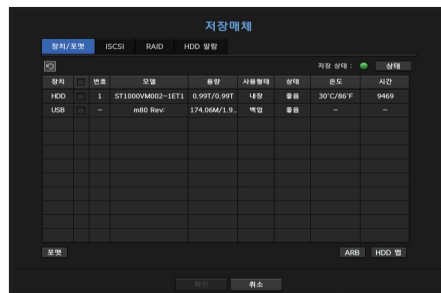 저장매체
장치/포맷 ISCSI RAID HDD 알람
저장 상태 : 상태
장치 번호 모델 용량 사용형태 상태 온도 시간
HDD 1 ST1000VM002-1ET1 0.99T/0.99T 내장 좋음 30°C/86°F 9469
USB - m80 Rev: 174.06M/1.9.. 백업 좋음 - -
포맷 ARB HDD 맵
확인 취소